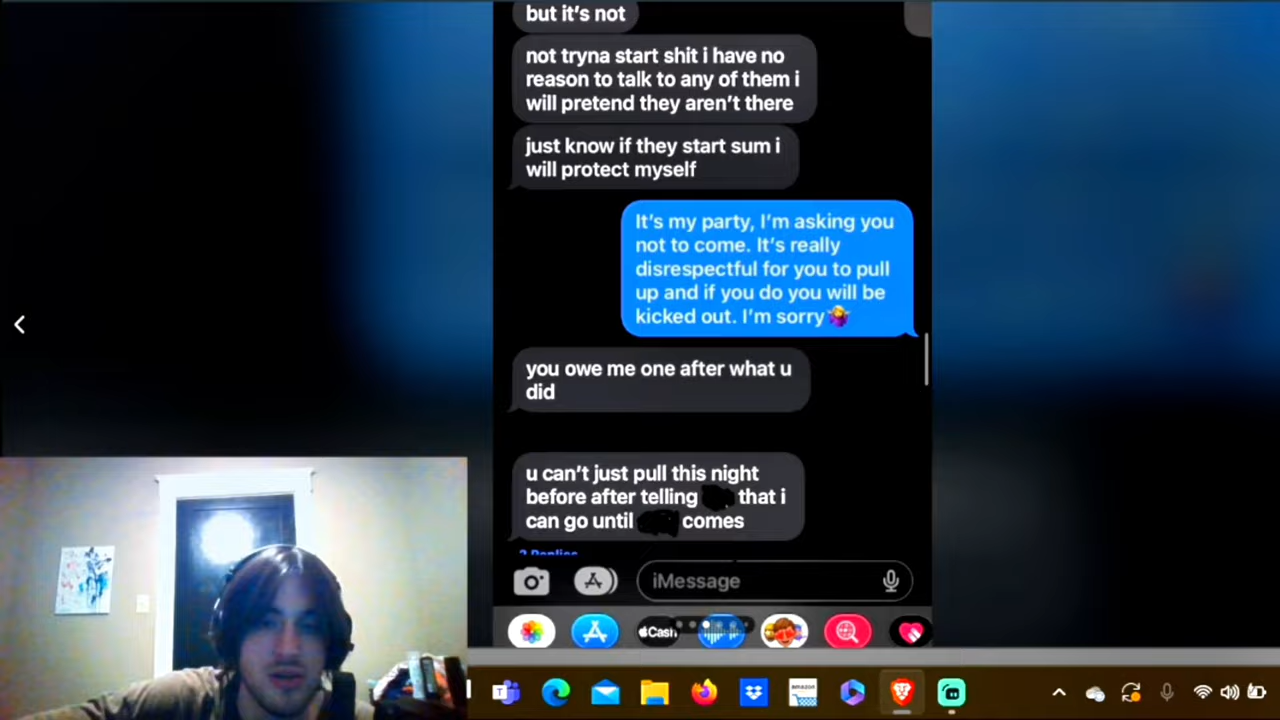 but it's not
not tryna start shit i have no
reason to talk to any of them i
will pretend they aren't there
just know if they start sum i
will protect myself
It's my party, I'm asking you
not to come. It's really
disrespectful for you to pull
up and if you do you will be
kicked out. I'm sorry🤷‍♀️
you owe me one after what u
did
u can't just pull this night
before after telling that i
can go until comes
2 Replies
iMessage
Cash
amazon